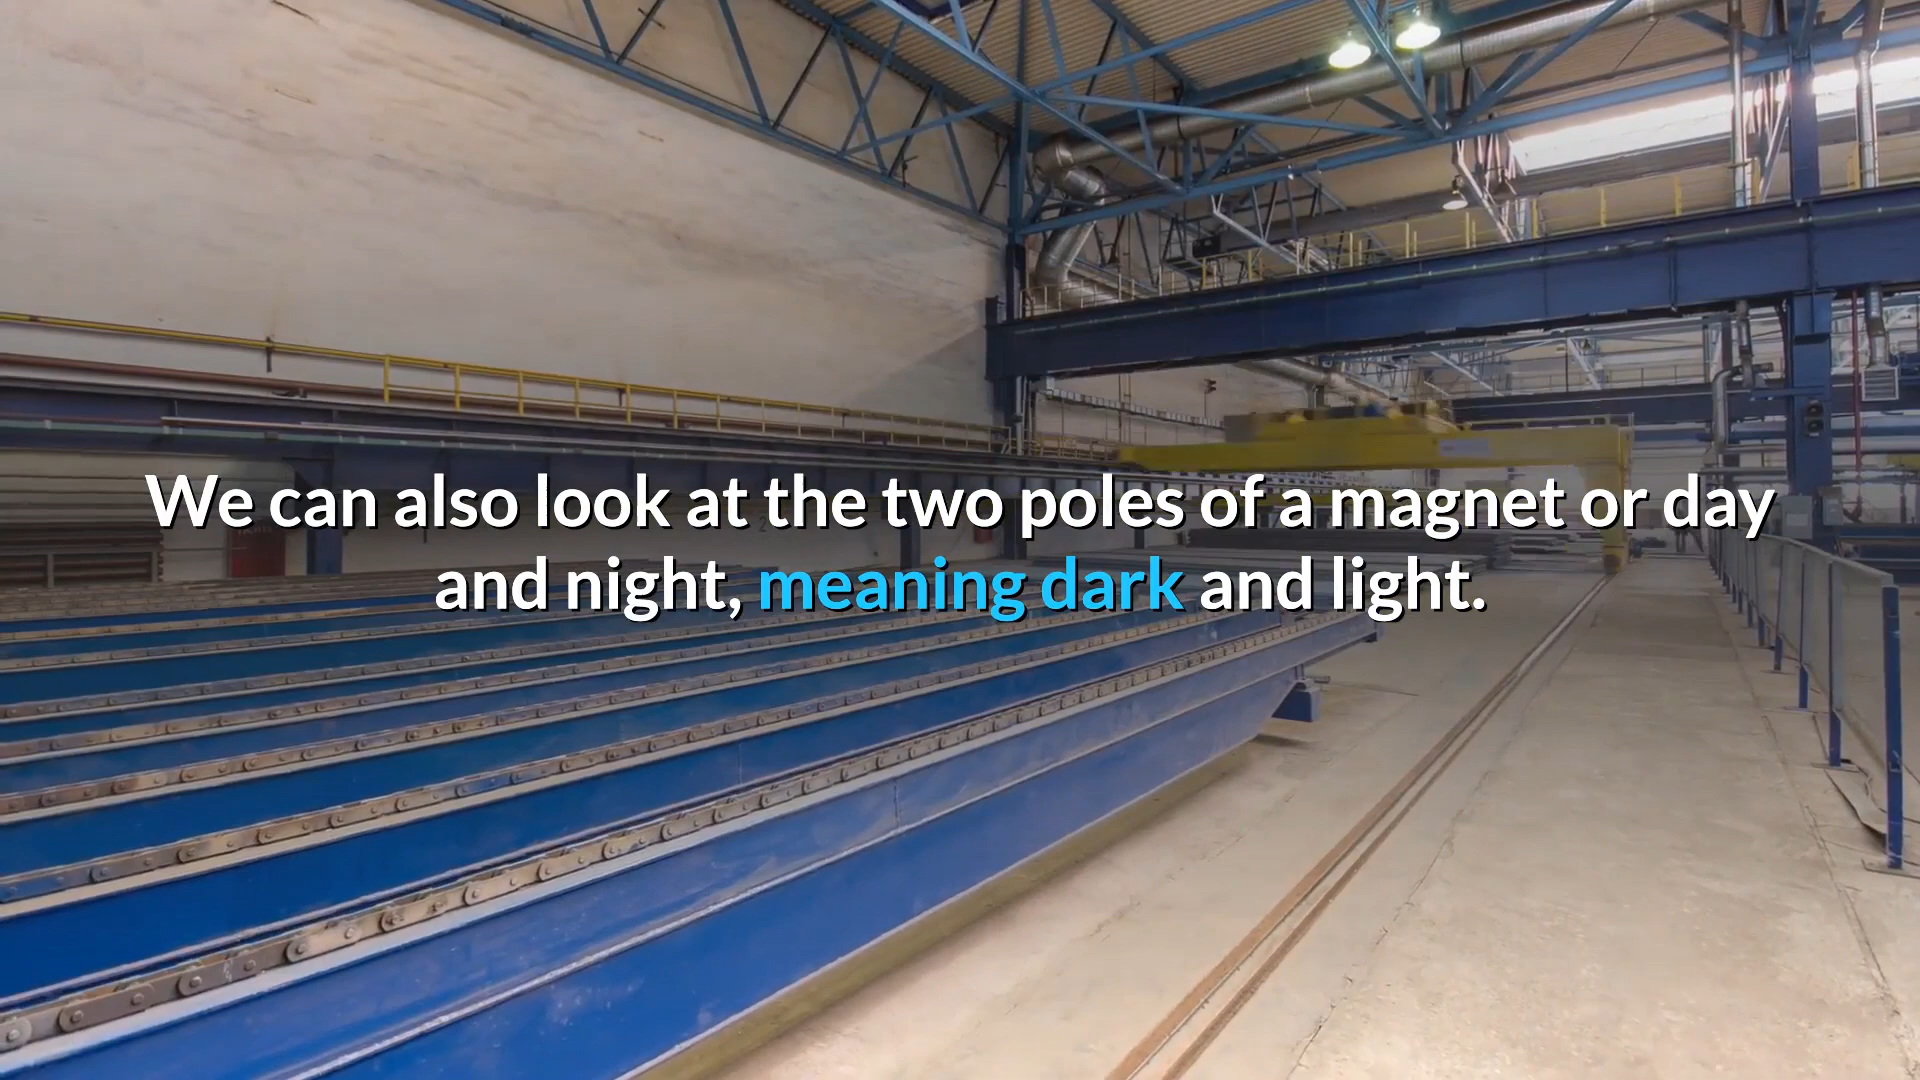 We can also look at the two poles of a magnet or day
and night, meaning dark and light.